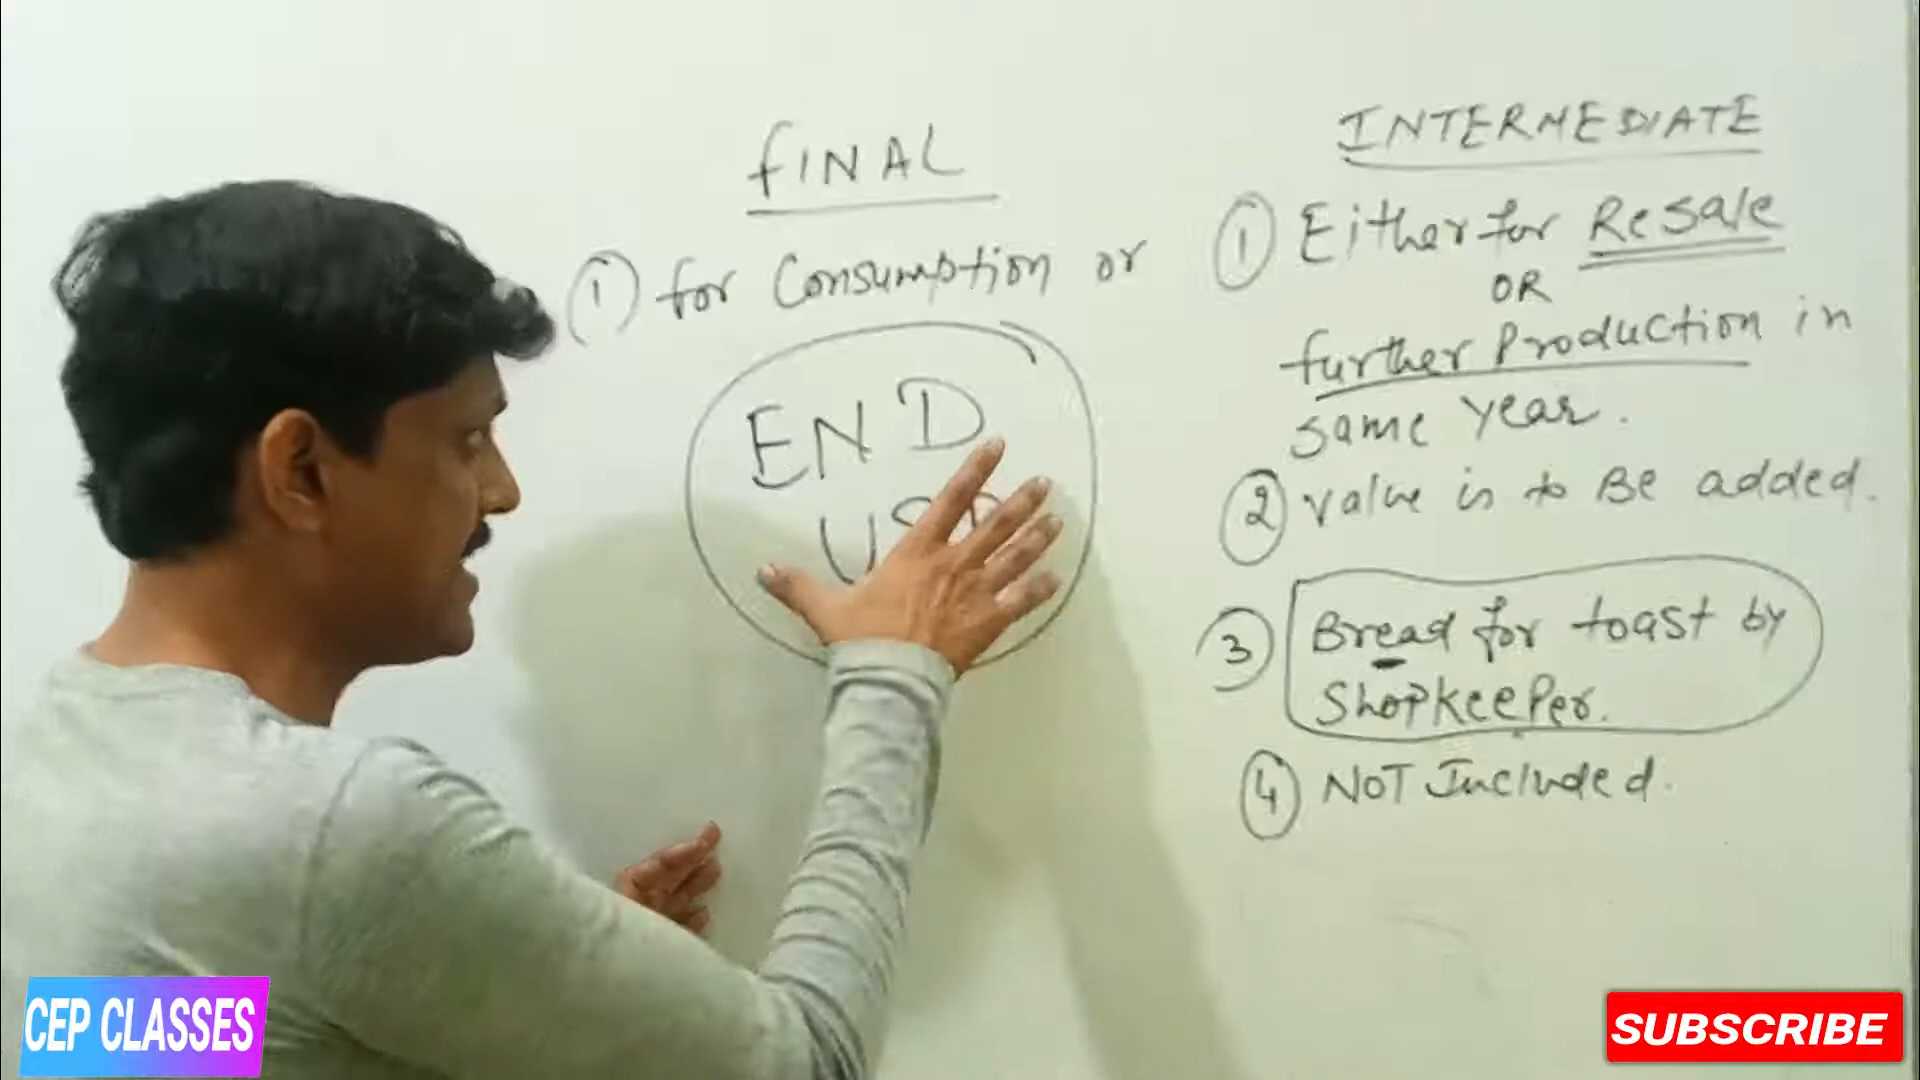 fINAL
① for Consumption or
END
INTERMEDIATE
① Either for Resale
OR
further Production in
same Year.
② value is to Be added.
③ Bread for toast by
Shopkeeper.
④ NOT Included.
CEP CLASSES
SUBSCRIBE